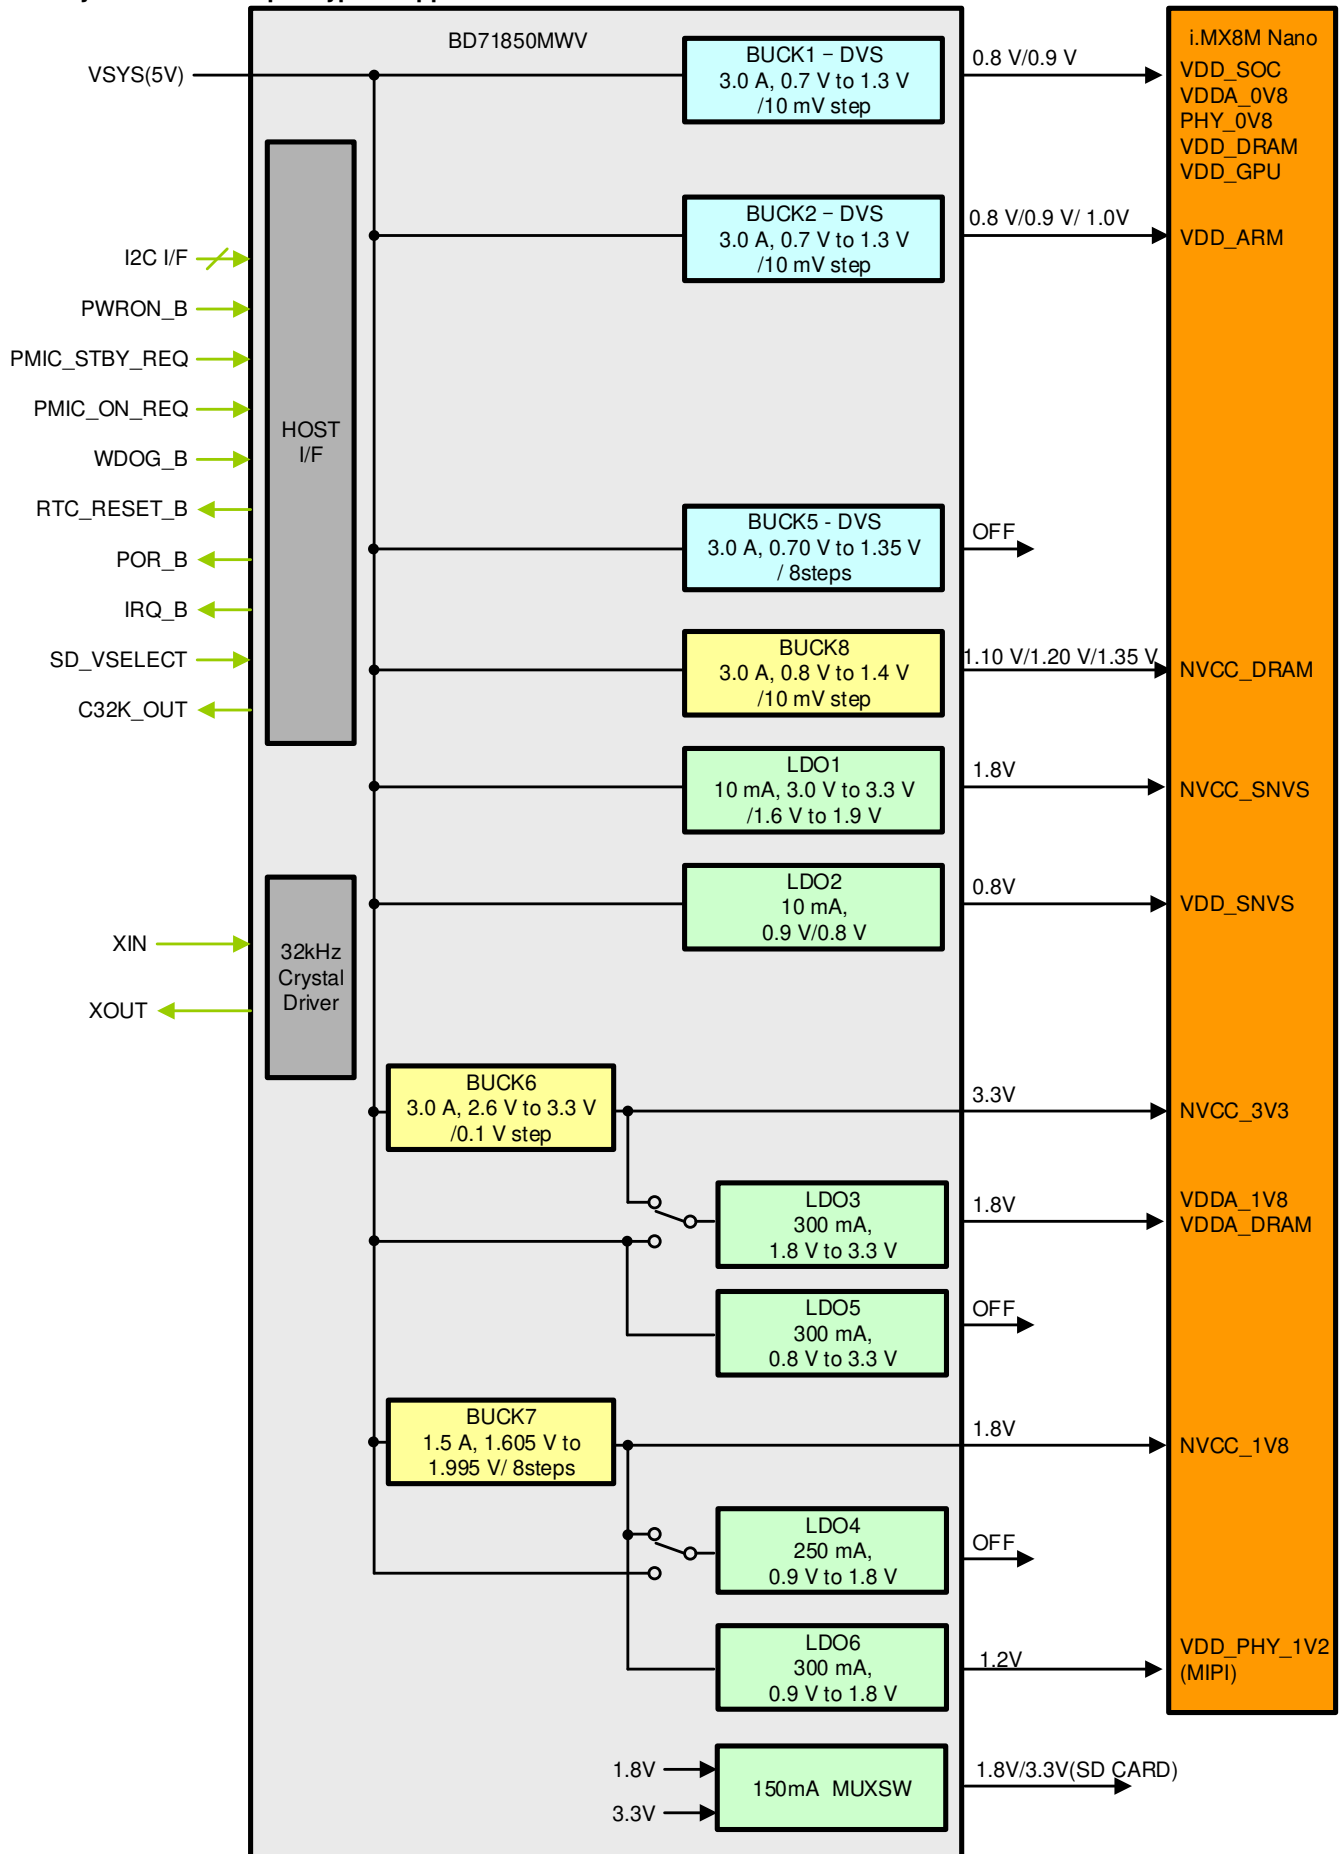 BD71850MWV
i.MX8M Nano
VSYS(5V)
BUCK1 – DVS
3.0 A, 0.7 V to 1.3 V
/10 mV step
0.8 V/0.9 V
VDD_SOC
VDDA_0V8
PHY_0V8
VDD_DRAM
VDD_GPU
BUCK2 – DVS
3.0 A, 0.7 V to 1.3 V
/10 mV step
0.8 V/0.9 V/ 1.0V
VDD_ARM
I2C I/F
PWRON_B
PMIC_STBY_REQ
PMIC_ON_REQ
WDOG_B
RTC_RESET_B
POR_B
IRQ_B
SD_VSELECT
C32K_OUT
HOST
I/F
BUCK5 - DVS
3.0 A, 0.70 V to 1.35 V
/ 8steps
OFF
BUCK8
3.0 A, 0.8 V to 1.4 V
/10 mV step
1.10 V/1.20 V/1.35 V
NVCC_DRAM
LDO1
10 mA, 3.0 V to 3.3 V
/1.6 V to 1.9 V
1.8V
NVCC_SNVS
LDO2
10 mA,
0.9 V/0.8 V
0.8V
VDD_SNVS
XIN
XOUT
32kHz
Crystal
Driver
BUCK6
3.0 A, 2.6 V to 3.3 V
/0.1 V step
3.3V
NVCC_3V3
LDO3
300 mA,
1.8 V to 3.3 V
1.8V
VDDA_1V8
VDDA_DRAM
LDO5
300 mA,
0.8 V to 3.3 V
OFF
BUCK7
1.5 A, 1.605 V to
1.995 V/ 8steps
1.8V
NVCC_1V8
LDO4
250 mA,
0.9 V to 1.8 V
OFF
LDO6
300 mA,
0.9 V to 1.8 V
1.2V
VDD_PHY_1V2
(MIPI)
1.8V
3.3V
150mA MUXSW
1.8V/3.3V(SD CARD)